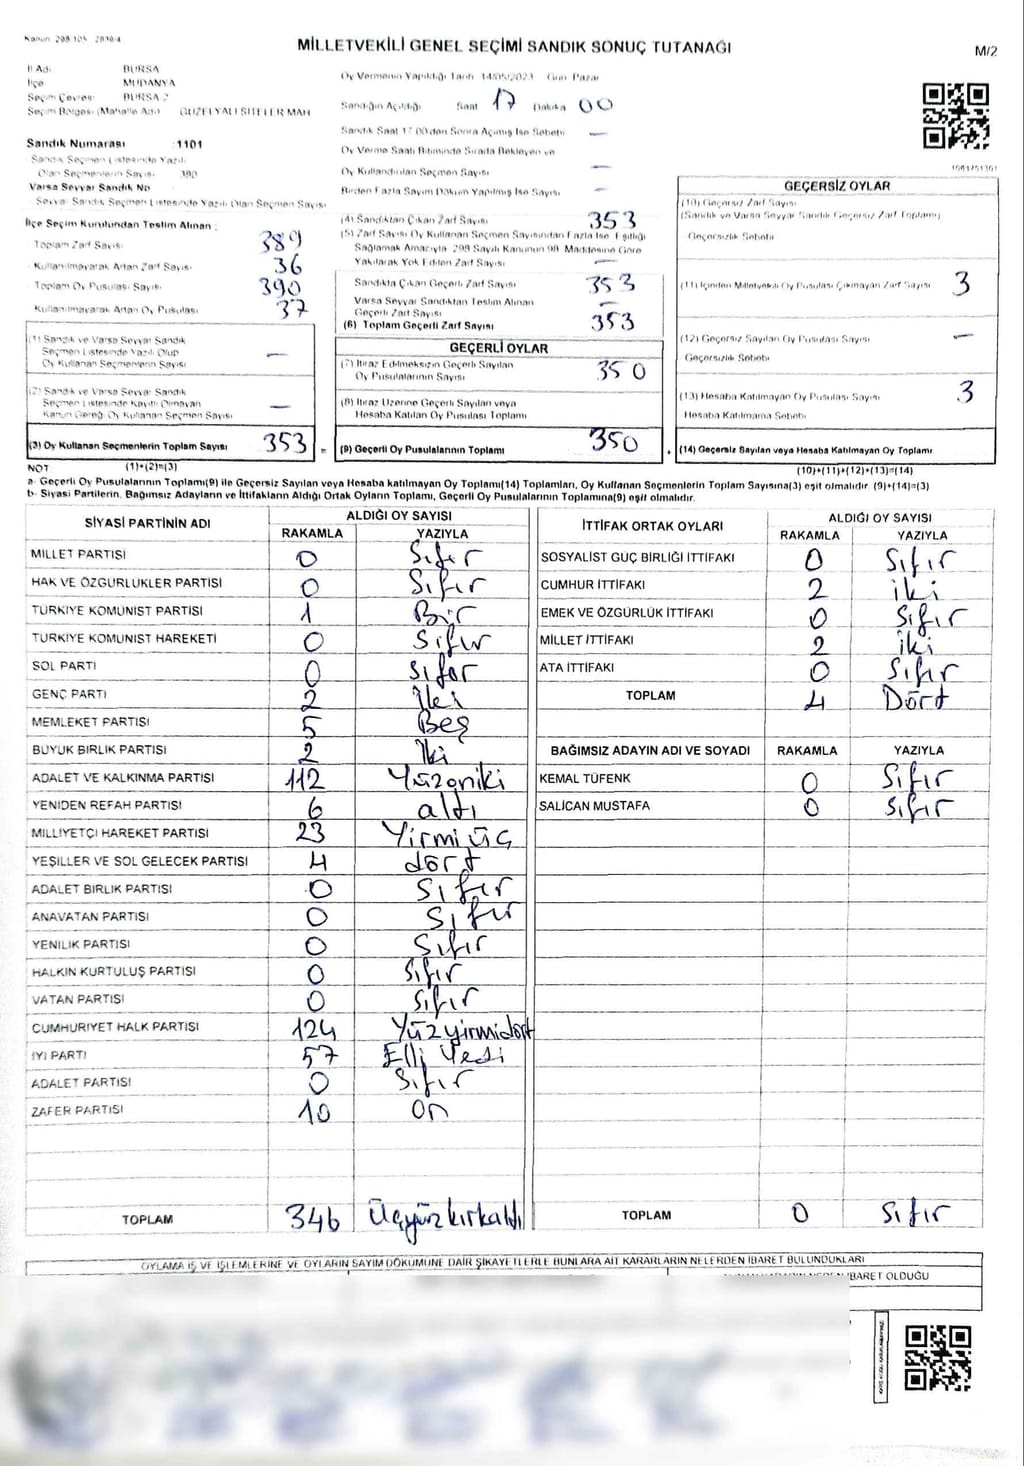 Kanun 298/105 2839/4
MİLLETVEKİLİ GENEL SEÇİMİ SANDIK SONUÇ TUTANAĞI
M/2
İl Adı BURSA
İlçe MUDANYA
Seçim Çevresi BURSA 2
Seçim Bölgesi (Mahalle Adı) GÜZELYALI SİTELER MAH
Sandık Numarası : 1101
Sandık Seçmen Listesinde Yazılı
Olan Seçmen Sayısı 390
Varsa Seyyar Sandık No
Seyyar Sandık Seçmen Listesinde Yazılı Olan Seçmen Sayısı
Oy Vermenin Yapıldığı Tarih 14/05/2023 Gün Pazar
Sandığın Açıldığı Saat 17 Dakika 00
Sandık Saat 17 00'den Sonra Açılmış İse Sebebi —
Oy Verme Saati Bitiminde Sırada Bekleyen ve
Oy Kullandırılan Seçmen Sayısı —
Birden Fazla Sayım Döküm Yapılmış İse Sayısı —
İlçe Seçim Kurulundan Teslim Alınan :
Toplam Zarf Sayısı 389
Kullanılmayarak Artan Zarf Sayısı 36
Toplam Oy Pusulası Sayısı 390
Kullanılmayarak Artan Oy Pusulası 37
(1) Sandık ve Varsa Seyyar Sandık
Seçmen Listesinde Yazılı Olup
Oy Kullanan Seçmenlerin Sayısı —
(2) Sandık ve Varsa Seyyar Sandık
Seçmen Listesinde Kayıtlı Olmayan
Kanun Gereği Oy Kullanan Seçmen Sayısı —
(3) Oy Kullanan Seçmenlerin Toplam Sayısı 353 =
(4) Sandıktan Çıkan Zarf Sayısı 353
(5) Zarf Sayısı Oy Kullanan Seçmen Sayısından Fazla İse Eşitliği
Sağlamak Amacıyla 298 Sayılı Kanunun 98 Maddesine Göre
Yakılarak Yok Edilen Zarf Sayısı —
Sandıkta Çıkan Geçerli Zarf Sayısı 353
Varsa Seyyar Sandıktan Teslim Alınan
Geçerli Zarf Sayısı —
(6) Toplam Geçerli Zarf Sayısı 353
GEÇERLİ OYLAR
(7) İtiraz Edilmeksizin Geçerli Sayılan
Oy Pusulalarının Sayısı 350
(8) İtiraz Üzerine Geçerli Sayılan veya
Hesaba Katılan Oy Pusulası Toplamı
(9) Geçerli Oy Pusulalarının Toplamı 350 +
GEÇERSİZ OYLAR
(10) Geçersiz Zarf Sayısı
(Sandık ve Varsa Seyyar Sandık Geçersiz Zarf Toplamı)
Geçersizlik Sebebi
(11) İçinden Milletvekili Oy Pusulası Çıkmayan Zarf Sayısı 3
(12) Geçersiz Sayılan Oy Pusulası Sayısı —
Geçersizlik Sebebi
(13) Hesaba Katılmayan Oy Pusulası Sayısı 3
Hesaba Katılmama Sebebi
(14) Geçersiz Sayılan veya Hesaba Katılmayan Oy Toplamı
NOT (1)+(2)=(3) (10)+(11)+(12)+(13)=(14)
a- Geçerli Oy Pusulalarının Toplamı(9) ile Geçersiz Sayılan veya Hesaba katılmayan Oy Toplamı(14) Toplamları, Oy Kullanan Seçmenlerin Toplam Sayısına(3) eşit olmalıdır (9)+(14)=(3)
b- Siyasi Partilerin, Bağımsız Adayların ve İttifakların Aldığı Ortak Oyların Toplamı, Geçerli Oy Pusulalarının Toplamına(9) eşit olmalıdır.
SİYASİ PARTİNİN ADI ALDIĞI OY SAYISI
RAKAMLA YAZIYLA
MİLLET PARTİSİ 0 Sıfır
HAK VE ÖZGÜRLÜKLER PARTİSİ 0 Sıfır
TÜRKİYE KOMÜNİST PARTİSİ 1 Bir
TÜRKİYE KOMÜNİST HAREKETİ 0 Sıfır
SOL PARTİ 0 Sıfır
GENÇ PARTİ 2 İki
MEMLEKET PARTİSİ 5 Beş
BÜYÜK BİRLİK PARTİSİ 2 İki
ADALET VE KALKINMA PARTİSİ 112 Yüzoniki
YENİDEN REFAH PARTİSİ 6 altı
MİLLİYETÇİ HAREKET PARTİSİ 23 Yirmi üç
YEŞİLLER VE SOL GELECEK PARTİSİ 4 dört
ADALET BİRLİK PARTİSİ 0 Sıfır
ANAVATAN PARTİSİ 0 Sıfır
YENİLİK PARTİSİ 0 Sıfır
HALKIN KURTULUŞ PARTİSİ 0 Sıfır
VATAN PARTİSİ 0 Sıfır
CUMHURİYET HALK PARTİSİ 124 Yüzyirmidört
İYİ PARTİ 57 Elli Yedi
ADALET PARTİSİ 0 Sıfır
ZAFER PARTİSİ 10 On
TOPLAM 346 Üçyüzkırkaltı
İTTİFAK ORTAK OYLARI ALDIĞI OY SAYISI
RAKAMLA YAZIYLA
SOSYALİST GÜÇ BİRLİĞİ İTTİFAKI 0 Sıfır
CUMHUR İTTİFAKI 2 iki
EMEK VE ÖZGÜRLÜK İTTİFAKI 0 Sıfır
MİLLET İTTİFAKI 2 iki
ATA İTTİFAKI 0 Sıfır
TOPLAM 4 Dört
BAĞIMSIZ ADAYIN ADI VE SOYADI RAKAMLA YAZIYLA
KEMAL TÜFENK 0 Sıfır
SALİCAN MUSTAFA 0 Sıfır
TOPLAM 0 Sıfır
OYLAMA İŞ VE İŞLEMLERİNE VE OYLARIN SAYIM DÖKÜMÜNE DAİR ŞİKAYETLERLE BUNLARA AİT KARARLARIN NELERDEN İBARET BULUNDUKLARI
İBARET OLDUĞU